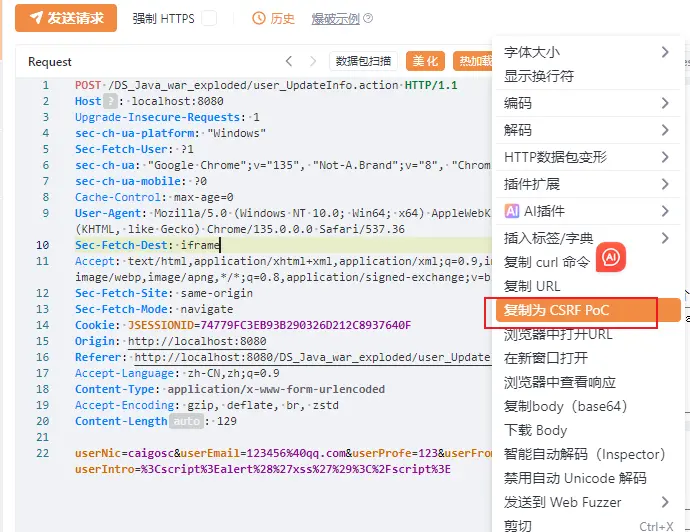 发送请求 强制 HTTPS 历史 爆破示例
Request 数据包扫描 美化 热加载
1 POST /DS_Java_war_exploded/user_UpdateInfo.action HTTP/1.1
2 Host ? : localhost:8080
3 Upgrade-Insecure-Requests: 1
4 sec-ch-ua-platform: "Windows"
5 Sec-Fetch-User: ?1
6 sec-ch-ua: "Google Chrome";v="135", "Not-A.Brand";v="8", "Chrom
7 sec-ch-ua-mobile: ?0
8 Cache-Control: max-age=0
9 User-Agent: Mozilla/5.0 (Windows NT 10.0; Win64; x64) AppleWebK
(KHTML, like Gecko) Chrome/135.0.0.0 Safari/537.36
10 Sec-Fetch-Dest: iframe
11 Accept: text/html,application/xhtml+xml,application/xml;q=0.9,i
image/webp,image/apng,*/*;q=0.8,application/signed-exchange;v=b
12 Sec-Fetch-Site: same-origin
13 Sec-Fetch-Mode: navigate
14 Cookie: JSESSIONID=74779FC3EB93B290326D212C8937640F
15 Origin: http://localhost:8080
16 Referer: http://localhost:8080/DS_Java_war_exploded/user_Update
17 Accept-Language: zh-CN,zh;q=0.9
18 Content-Type: application/x-www-form-urlencoded
19 Accept-Encoding: gzip, deflate, br, zstd
20 Content-Length auto : 129
21
22 userNic=caigosc&userEmail=123456%40qq.com&userProfe=123&userFro
userIntro=%3Cscript%3Ealert%28%27xss%27%29%3C%2Fscript%3E
字体大小
显示换行符
编码
解码
HTTP数据包变形
插件扩展
AI AI插件
插入标签/字典
复制 curl 命令
复制 URL
复制为 CSRF PoC
浏览器中打开URL
在新窗口打开
浏览器中查看响应
复制body（base64）
下载 Body
智能自动解码（Inspector）
禁用自动 Unicode 解码
发送到 Web Fuzzer
剪切 Ctrl+X